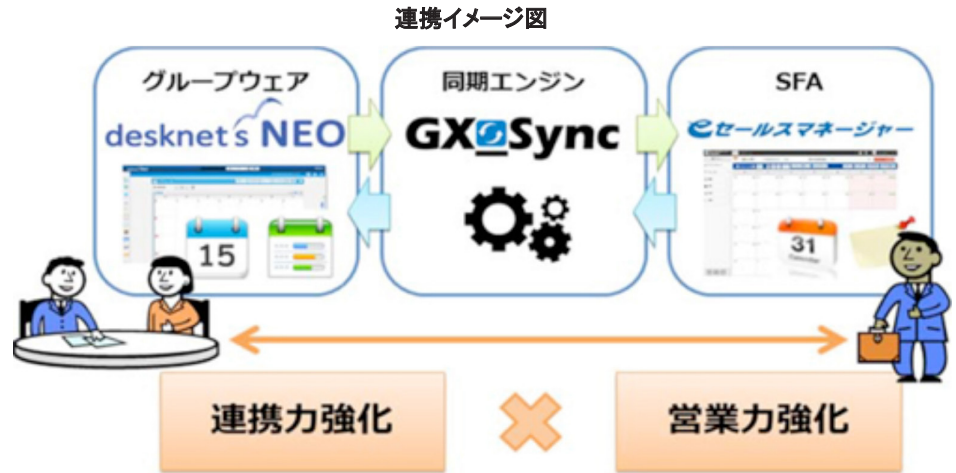 連携イメージ図
グループウェア
desknet's NEO
同期エンジン
GX_Sync
SFA
eセールスマネージャー
15
31
Calendar
連携力強化
営業力強化